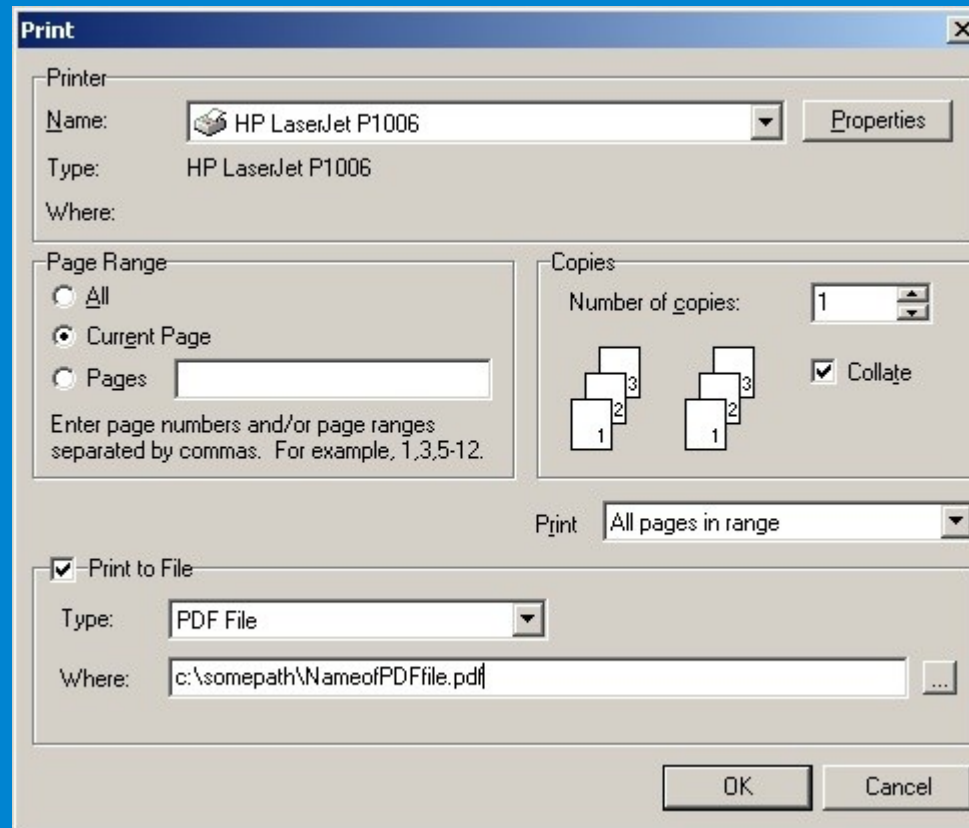 Print
Printer
Name: HP LaserJet P1006 Properties
Type: HP LaserJet P1006
Where:
Page Range
All
Current Page
Pages
Enter page numbers and/or page ranges
separated by commas. For example, 1,3,5-12.
Copies
Number of copies: 1
3 3
2 2
1 1
Collate
Print All pages in range
Print to File
Type: PDF File
Where: c:\somepath\NameofPDFfile.pdf ...
OK Cancel